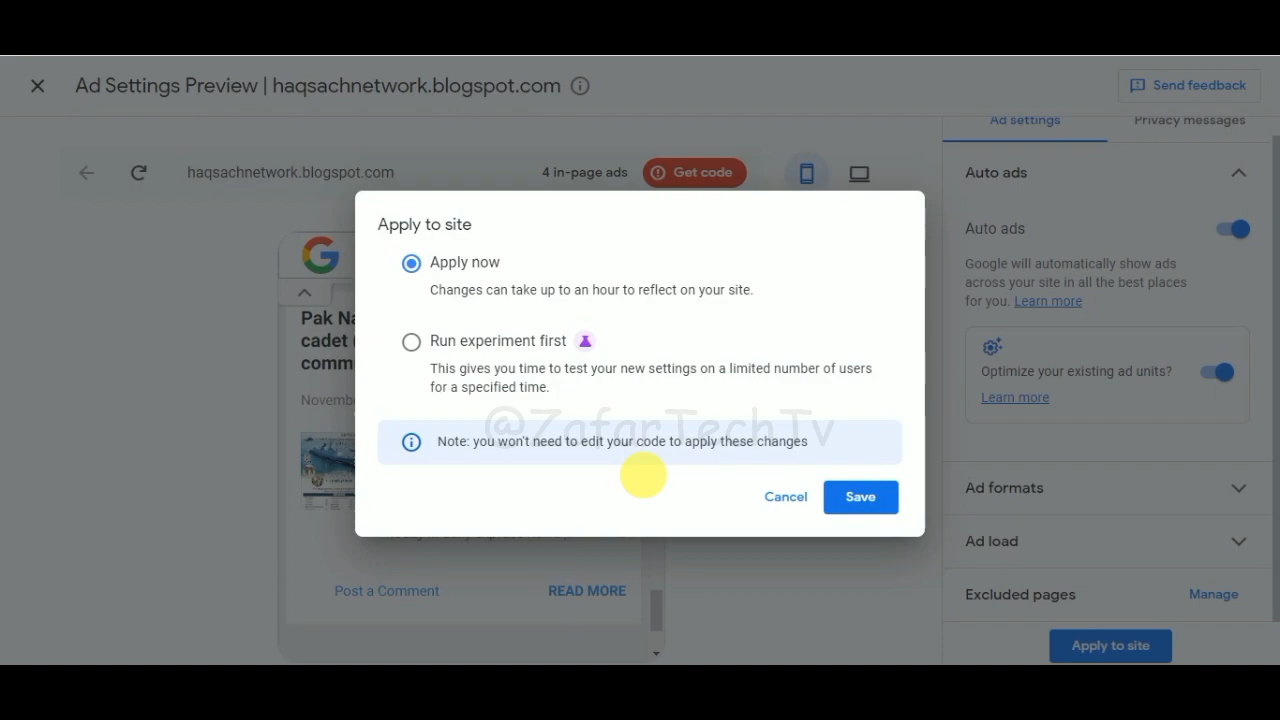 Ad Settings Preview | haqsachnetwork.blogspot.com
Send feedback
haqsachnetwork.blogspot.com
4 in-page ads
Get code
Ad settings
Privacy messages
Auto ads
Auto ads
Google will automatically show ads
across your site in all the best places
for you. Learn more
Optimize your existing ad units?
Learn more
Ad formats
Ad load
Excluded pages
Manage
Apply to site
Apply to site
Apply now
Changes can take up to an hour to reflect on your site.
Run experiment first
This gives you time to test your new settings on a limited number of users
for a specified time.
@ZafarTechTv
Note: you won't need to edit your code to apply these changes
Cancel
Save
Pak Na
cadet (
comm
Novembe
Post a Comment
READ MORE